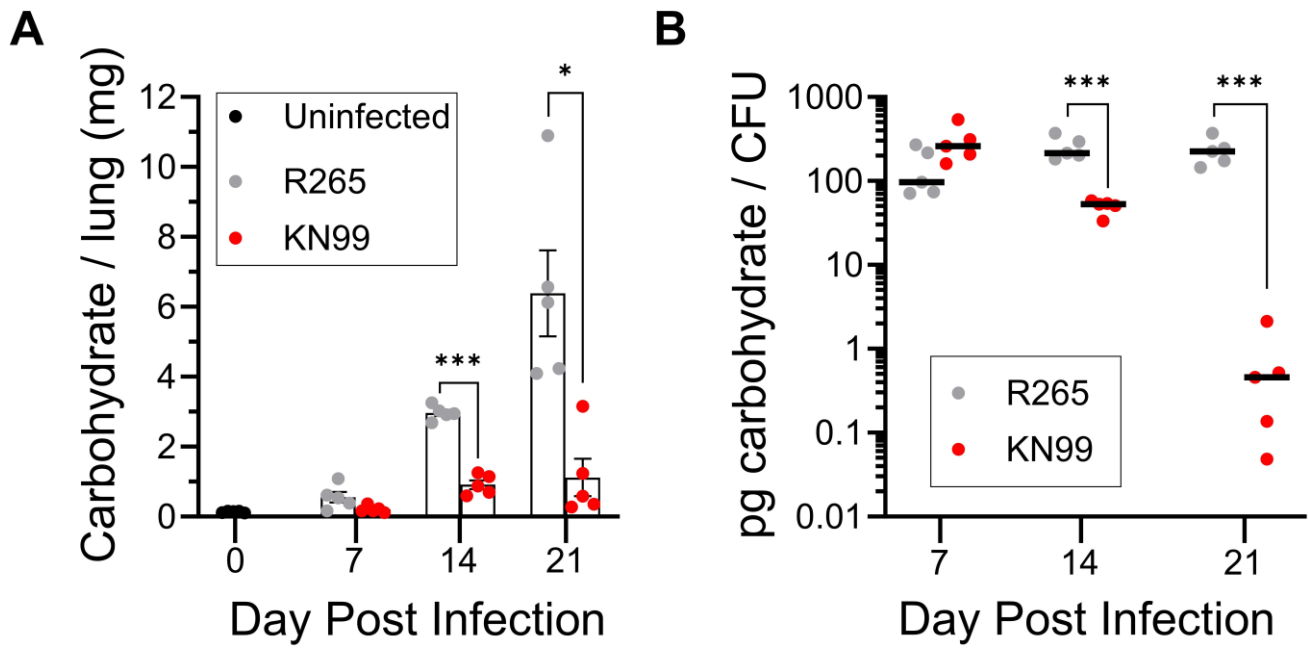 A
Carbohydrate / lung (mg)
12
10
8
6
4
2
0
Uninfected
R265
KN99
***
*
0
7
14
21
Day Post Infection
B
pg carbohydrate / CFU
1000
100
10
1
0.1
0.01
***
***
R265
KN99
7
14
21
Day Post Infection